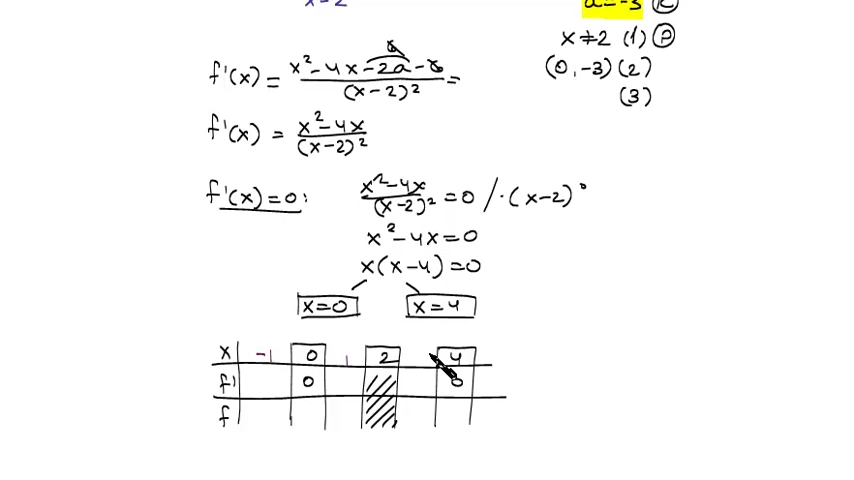 x=2
a=-3
x≠2 (1)
f'(x) = x²-4x-2a-6 / (x-2)² =
(0,-3) (2)
(3)
f'(x) = x²-4x / (x-2)²
f'(x)=0: x²-4x / (x-2)² = 0 /·(x-2)²
x²-4x=0
x(x-4)=0
x=0 x=4
x -1 0 1 2 4
f' 0 0
f